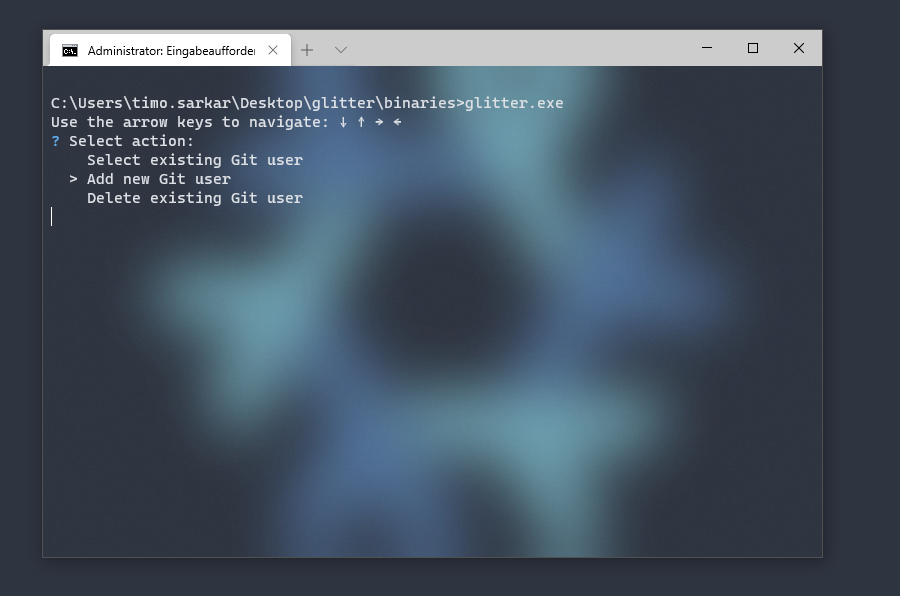 Administrator: Eingabeaufforder
C:\Users\timo.sarkar\Desktop\glitter\binaries>glitter.exe
Use the arrow keys to navigate: ↓ ↑ → ←
? Select action:
Select existing Git user
> Add new Git user
Delete existing Git user